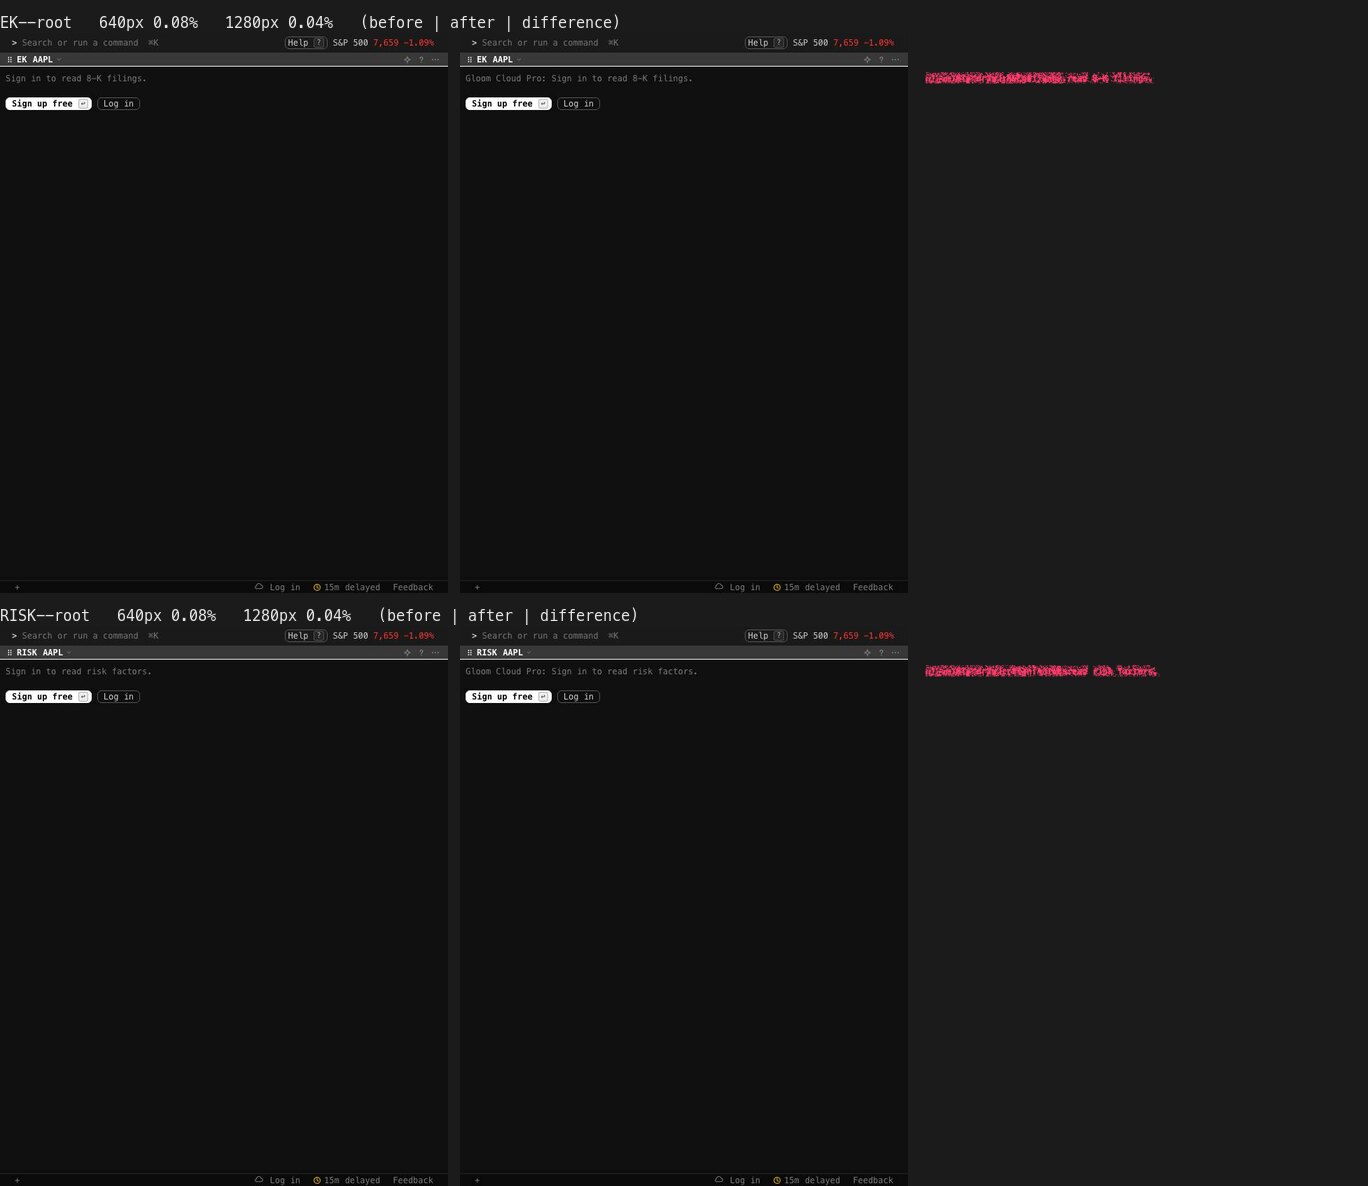 EK--root 640px 0.08% 1280px 0.04% (before | after | difference)
> Search or run a command ⌘K Help ? S&P 500 7,659 -1.09% > Search or run a command ⌘K Help ? S&P 500 7,659 -1.09%
⠿ EK AAPL ? ... ⠿ EK AAPL ? ...
Sign in to read 8-K filings. Gloom Cloud Pro: Sign in to read 8-K filings. read 8-K filings.
Sign up free ↵ Log in Sign up free ↵ Log in
+ Log in 15m delayed Feedback + Log in 15m delayed Feedback
RISK--root 640px 0.08% 1280px 0.04% (before | after | difference)
> Search or run a command ⌘K Help ? S&P 500 7,659 -1.09% > Search or run a command ⌘K Help ? S&P 500 7,659 -1.09%
⠿ RISK AAPL ? ... ⠿ RISK AAPL ? ...
Sign in to read risk factors. Gloom Cloud Pro: Sign in to read risk factors. risk factors.
Sign up free ↵ Log in Sign up free ↵ Log in
+ Log in 15m delayed Feedback + Log in 15m delayed Feedback